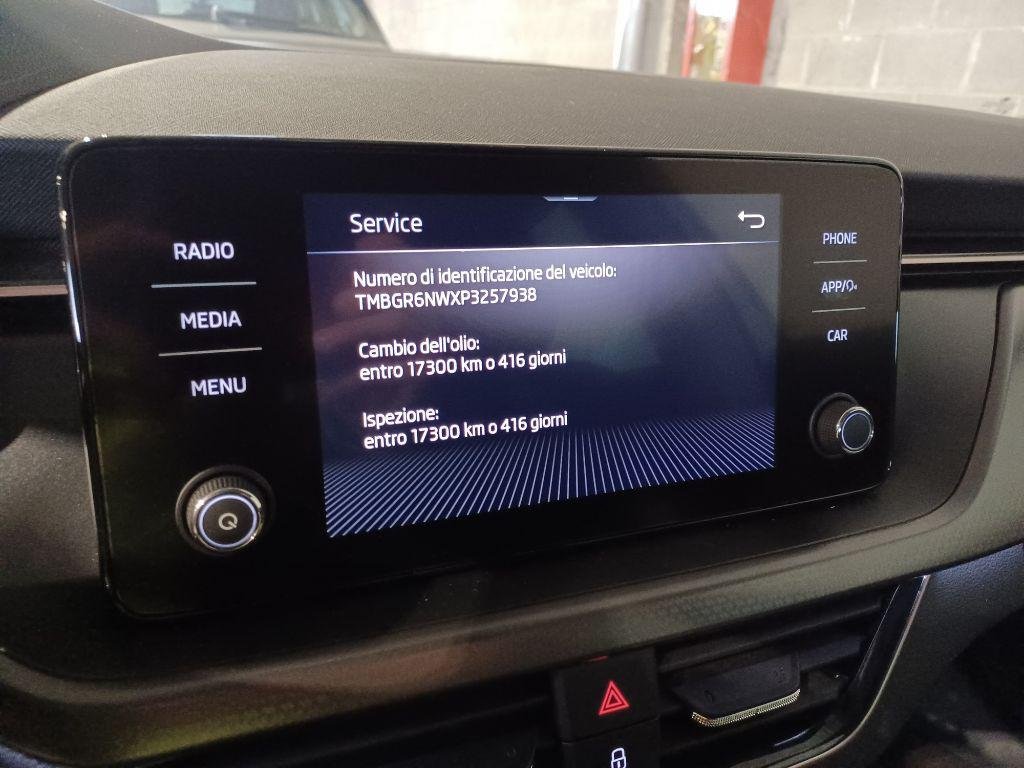 Service
RADIO
MEDIA
MENU
Numero di identificazione del veicolo:
TMBGR6NWXP3257938
Cambio dell'olio:
entro 17300 km o 416 giorni
Ispezione:
entro 17300 km o 416 giorni
PHONE
APP/
CAR